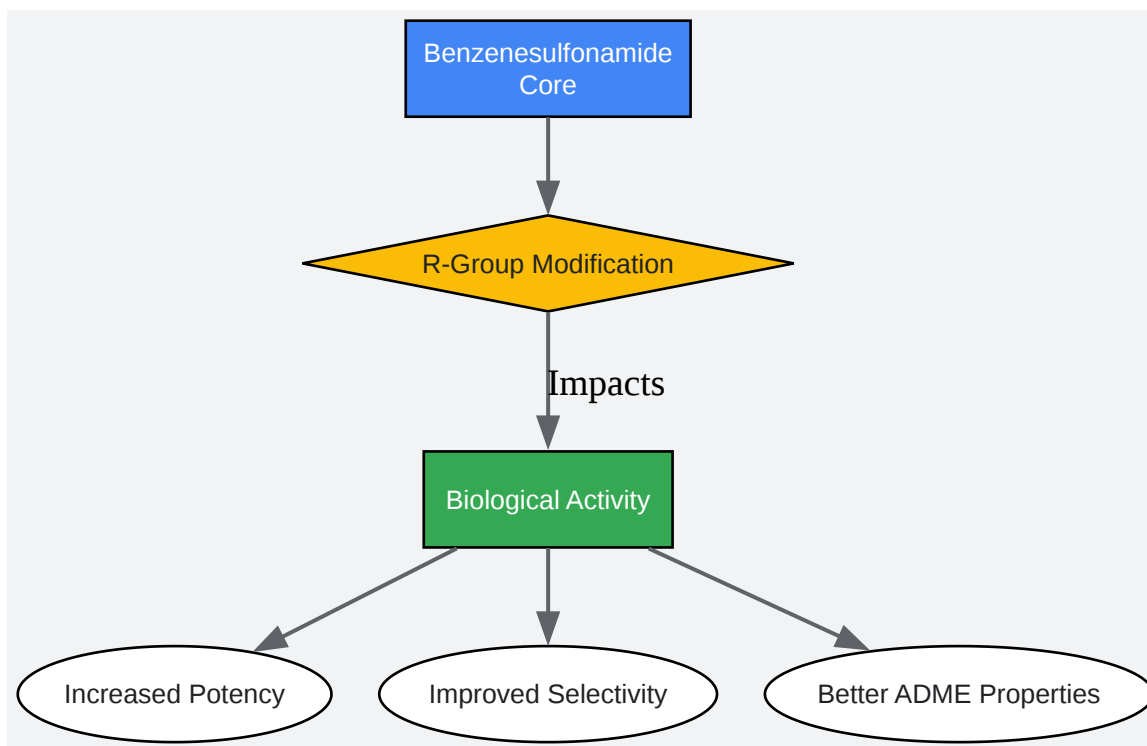 Benzenesulfonamide
Core
R-Group Modification
Impacts
Biological Activity
Increased Potency
Improved Selectivity
Better ADME Properties